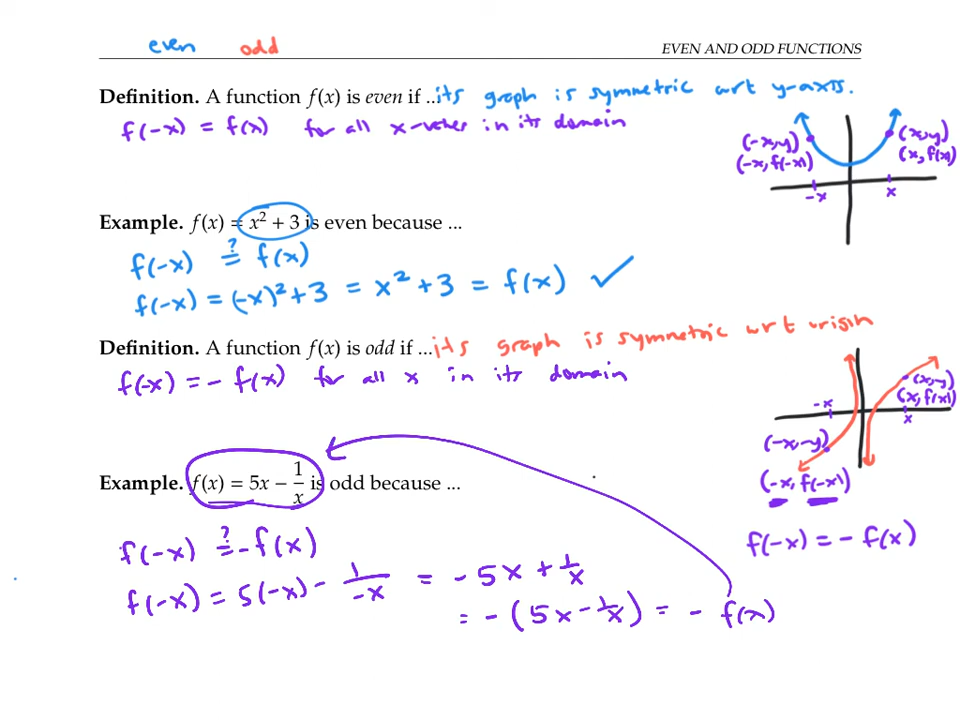 even odd
EVEN AND ODD FUNCTIONS
Definition. A function f(x) is even if ... its graph is symmetric wrt y-axis.
f(-x) = f(x) for all x-values in its domain
(-x,y) (x,y)
(-x, f(-x)) (x, f(x))
-x x
Example. f(x) = x² + 3 is even because ...
f(-x) ?= f(x)
f(-x) = (-x)² + 3 = x² + 3 = f(x) ✓
Definition. A function f(x) is odd if ... its graph is symmetric wrt origin
f(-x) = - f(x) for all x in its domain
(x,y)
(x, f(x))
-x x
(-x,-y)
(-x, f(-x))
f(-x) = - f(x)
Example. f(x) = 5x − 1/x is odd because ...
f(-x) ?= -f(x)
f(-x) = 5(-x) - 1/-x = -5x + 1/x
= -(5x - 1/x) = - f(x)